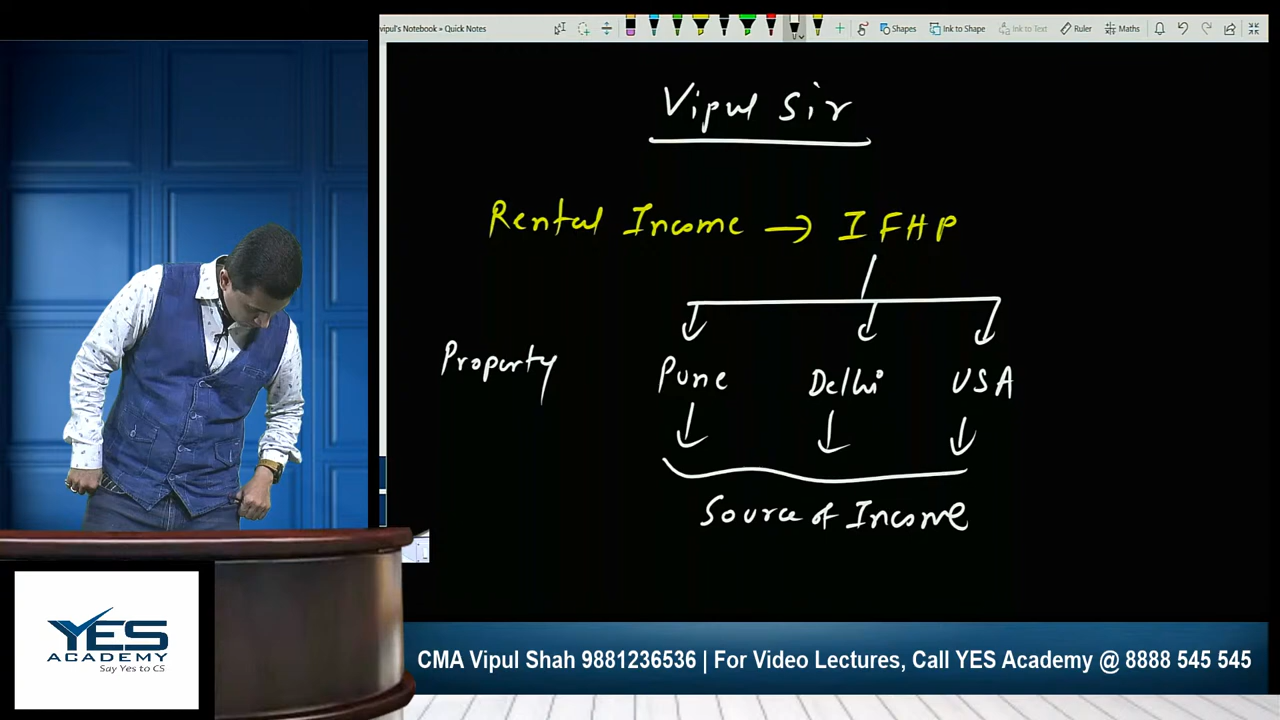 vipul's Notebook » Quick Notes
Shapes
Ink to Shape
Ink to Text
Ruler
Maths
Vipul Sir
Rental Income → IFHP
Property Pune Delhi USA
Source of Income
YES
ACADEMY
Say Yes to CS
CMA Vipul Shah 9881236536 | For Video Lectures, Call YES Academy @ 8888 545 545